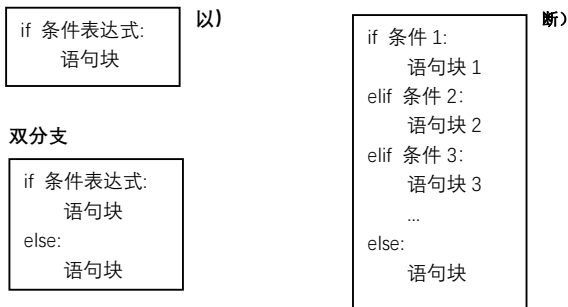 if 条件表达式:
语句块
以)
双分支
if 条件表达式:
语句块
else:
语句块
if 条件 1:
语句块 1
elif 条件 2:
语句块 2
elif 条件 3:
语句块 3
…
else:
语句块
断)